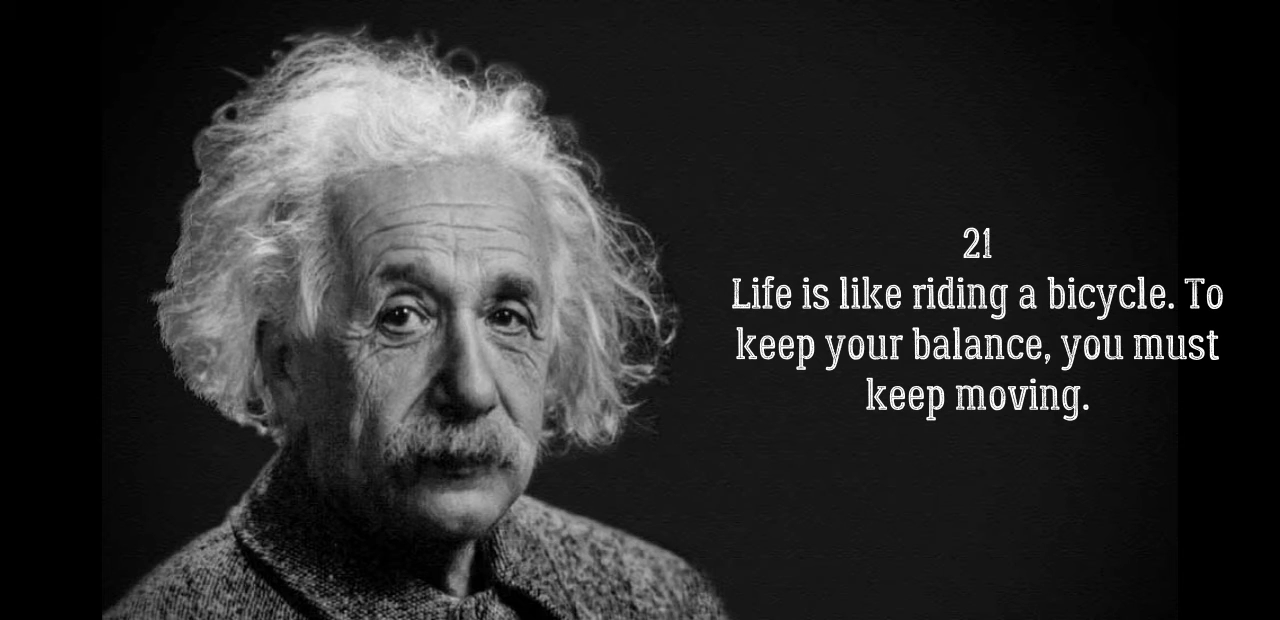 21
Life is like riding a bicycle. To
keep your balance, you must
keep moving.